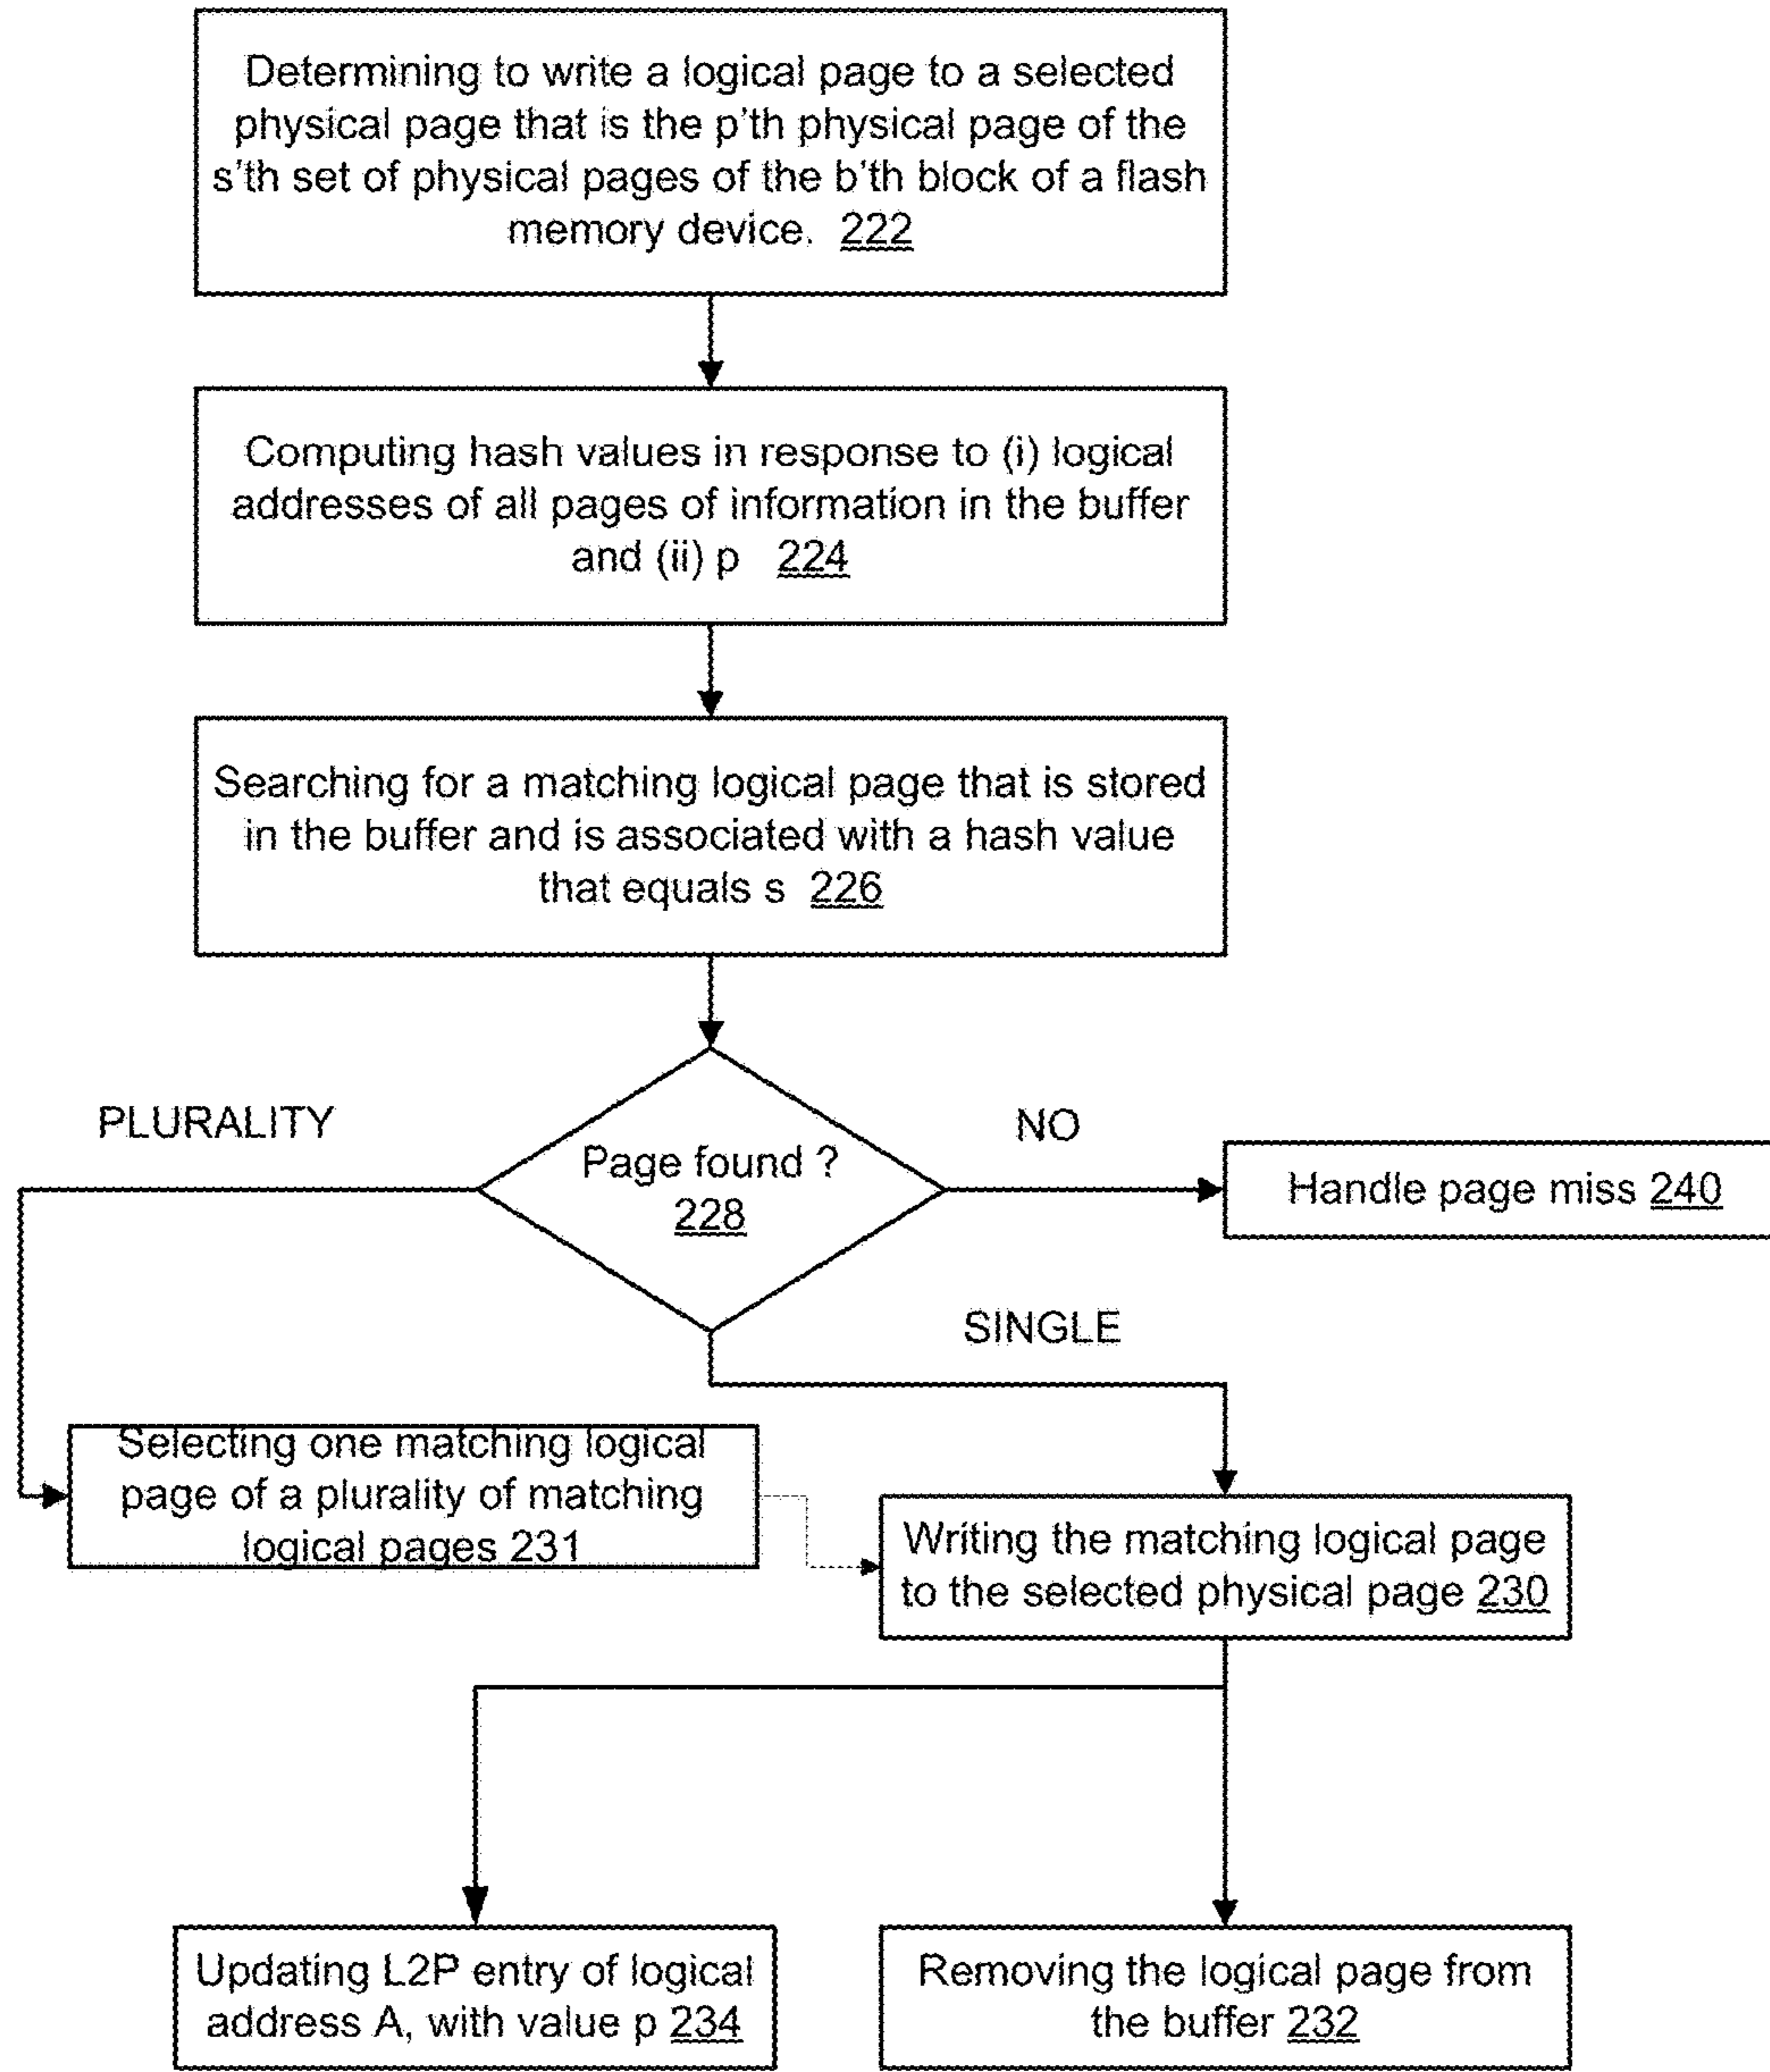 Determining to write a logical page to a selected
physical page that is the p'th physical page of the
s'th set of physical pages of the b'th block of a flash
memory device. 222
Computing hash values in response to (i) logical
addresses of all pages of information in the buffer
and (ii) p 224
Searching for a matching logical page that is stored
in the buffer and is associated with a hash value
that equals s 226
PLURALITY
NO
Page found ?
228
Handle page miss 240
SINGLE
Selecting one matching logical
page of a plurality of matching
logical pages 231
Writing the matching logical page
to the selected physical page 230
Updating L2P entry of logical
address A, with value p 234
Removing the logical page from
the buffer 232